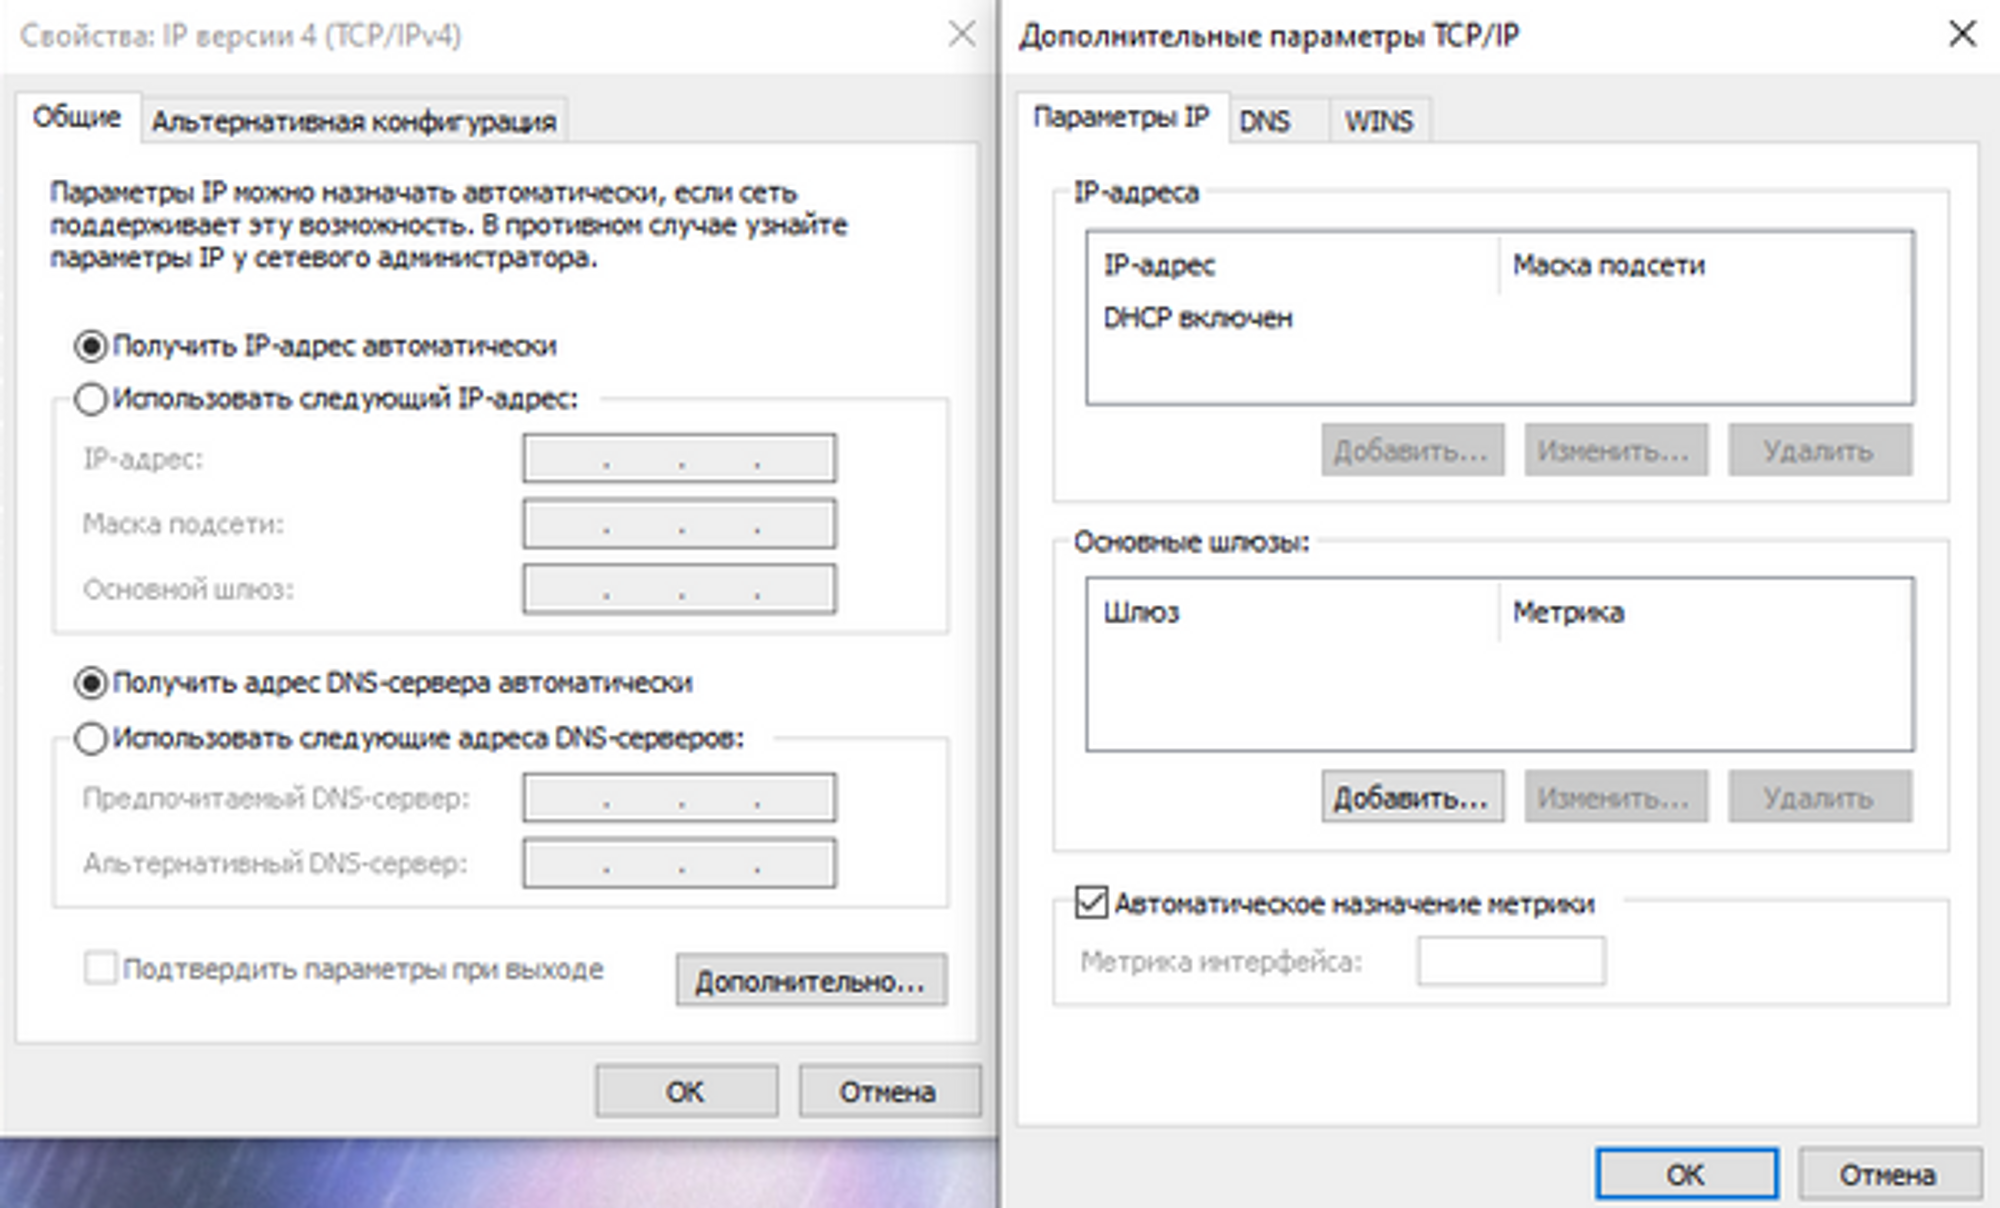 Свойства: IP версии 4 (TCP/IPv4)
Общие
Альтернативная конфигурация
Параметры IP можно назначать автоматически, если сеть
поддерживает эту возможность. В противном случае узнайте
параметры IP у сетевого администратора.
Получить IP-адрес автоматически
Использовать следующий IP-адрес:
IP-адрес:
Маска подсети:
Основной шлюз:
Получить адрес DNS-сервера автоматически
Использовать следующие адреса DNS-серверов:
Предпочитаемый DNS-сервер:
Альтернативный DNS-сервер:
Подтвердить параметры при выходе
Дополнительно...
ОК
Отмена
Дополнительные параметры TCP/IP
Параметры IP
DNS
WINS
IP-адреса
IP-адрес
Маска подсети
DHCP включен
Добавить...
Изменить...
Удалить
Основные шлюзы:
Шлюз
Метрика
Добавить...
Изменить...
Удалить
Автоматическое назначение метрики
Метрика интерфейса:
ОК
Отмена